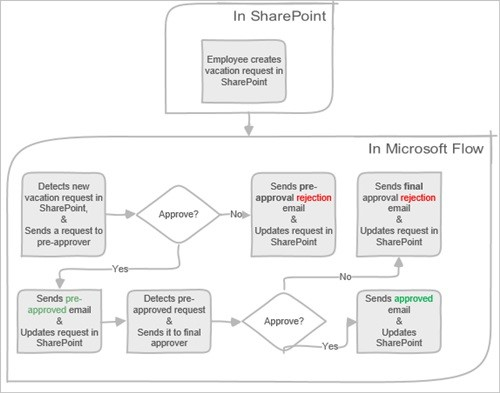 In SharePoint
Employee creates
vacation request in
SharePoint
In Microsoft Flow
Detects new
vacation request in
SharePoint,
&
Sends a request to
pre-approver
Approve?
No
Sends pre-
approval rejection
email
&
Updates request in
SharePoint
Sends final
approval rejection
email
&
Updates request in
SharePoint
Yes
No
Sends pre-
approved email
&
Updates request in
SharePoint
Detects pre-
approved request
&
Sends it to final
approver
Approve?
Yes
Sends approved
email
&
Updates
SharePoint